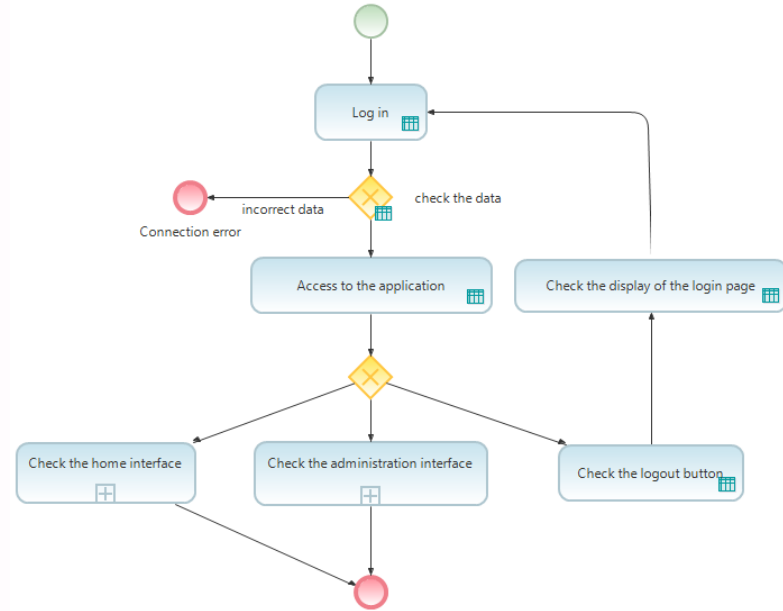 Log in
check the data
incorrect data
Connection error
Access to the application
Check the display of the login page
Check the home interface
Check the administration interface
Check the logout button